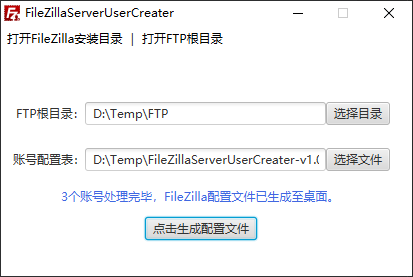 FileZillaServerUserCreater
打开FileZilla安装目录 | 打开FTP根目录
FTP根目录: D:\Temp\FTP 选择目录
账号配置表: D:\Temp\FileZillaServerUserCreater-v1.0 选择文件
3个账号处理完毕，FileZilla配置文件已生成至桌面。
点击生成配置文件